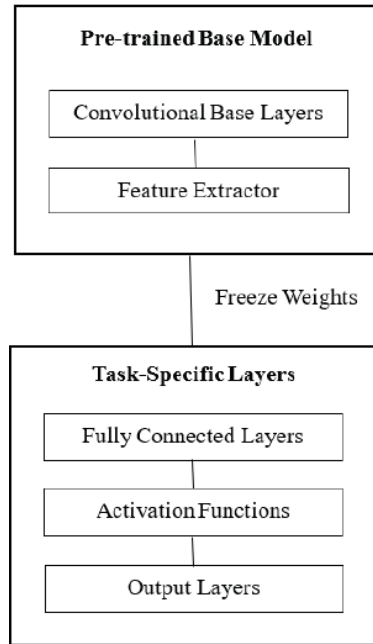 Pre-trained Base Model
Convolutional Base Layers
Feature Extractor
Freeze Weights
Task-Specific Layers
Fully Connected Layers
Activation Functions
Output Layers